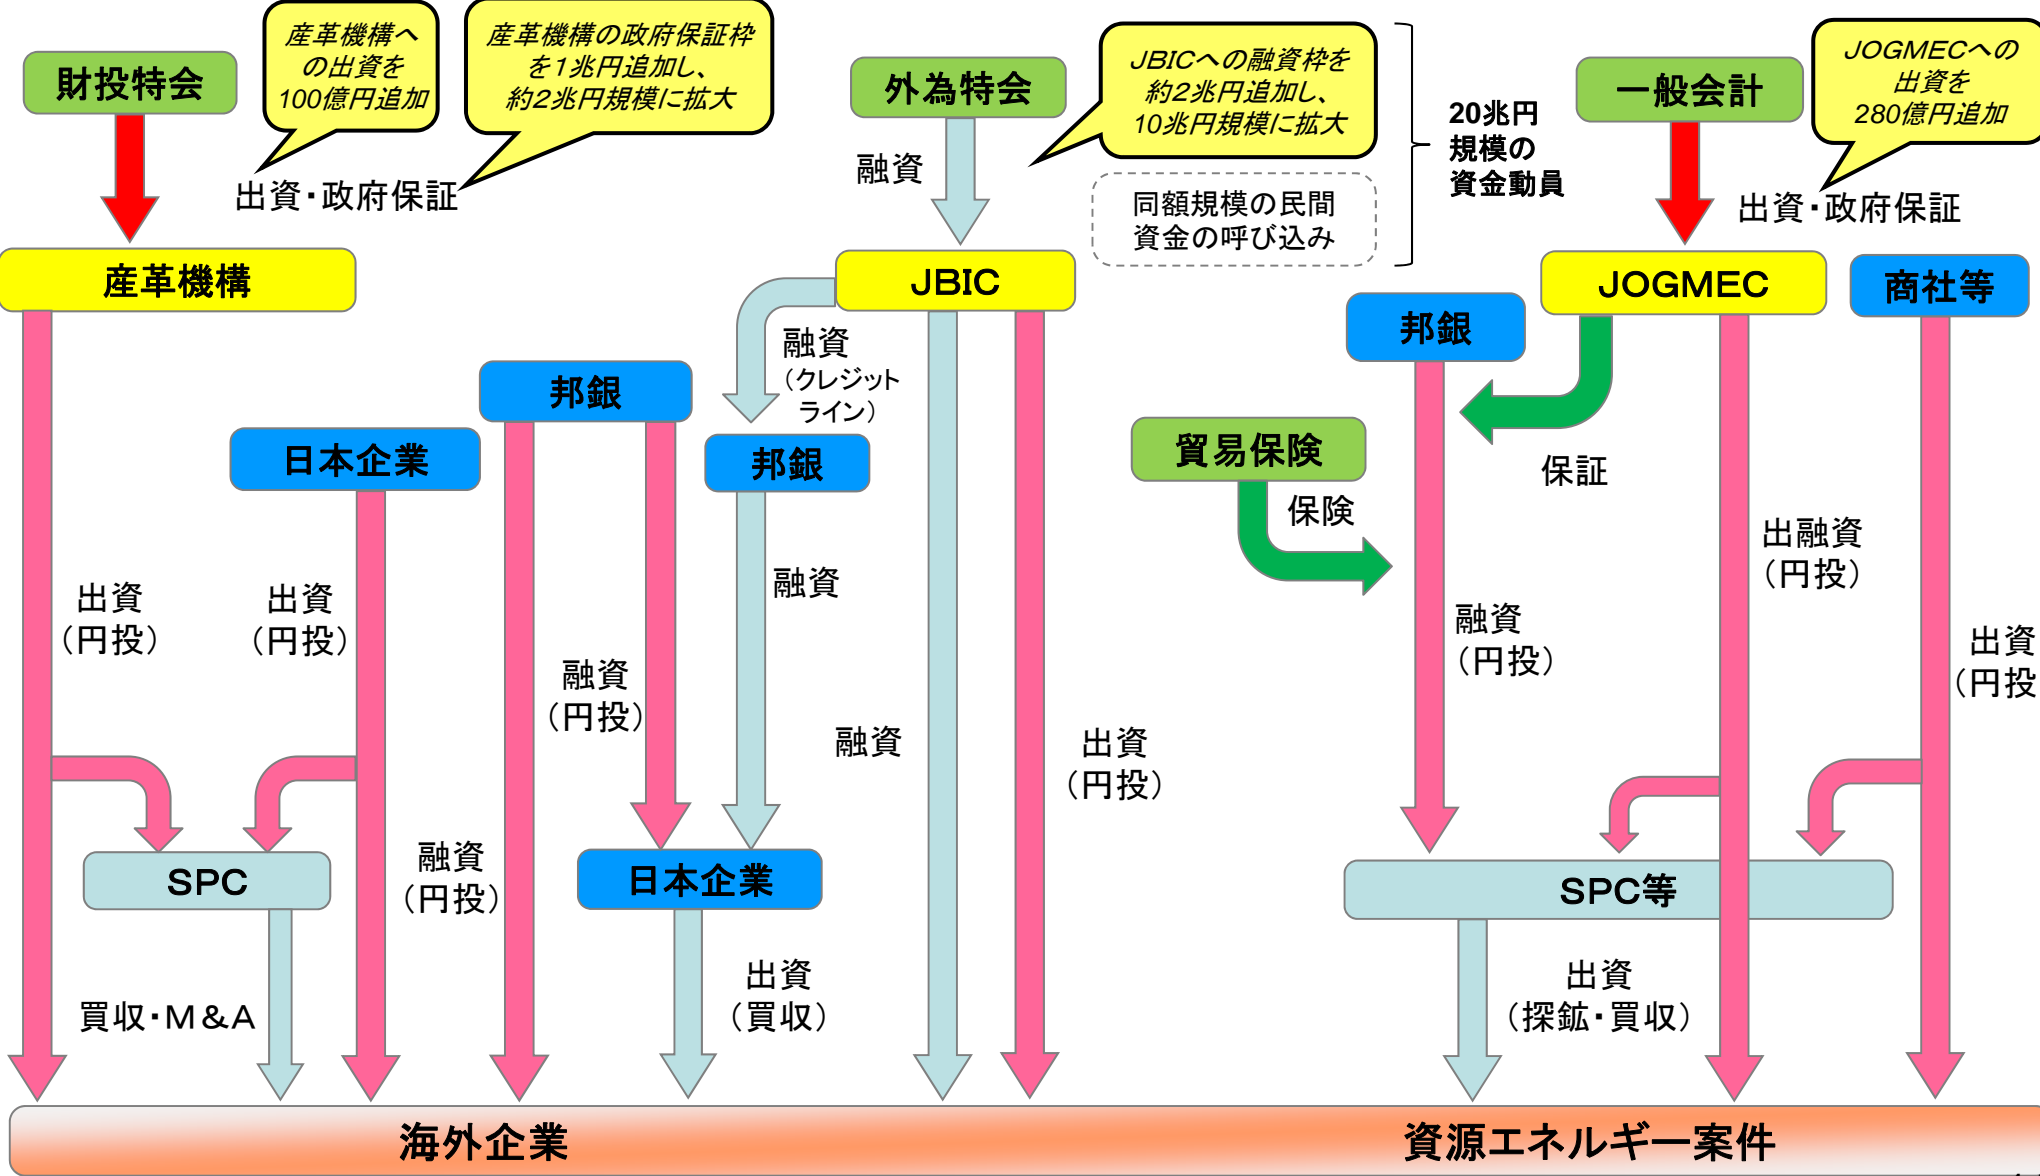 財投特会
産革機構へ
の出資を
100億円追加
産革機構の政府保証枠
を1兆円追加し、
約2兆円規模に拡大
外為特会
JBICへの融資枠を
約2兆円追加し、
10兆円規模に拡大
20兆円
規模の
資金動員
一般会計
JOGMECへの
出資を
280億円追加
出資・政府保証
融資
同額規模の民間
資金の呼び込み
出資・政府保証
産革機構
JBIC
JOGMEC
商社等
邦銀
融資
（クレジット
ライン）
邦銀
日本企業
邦銀
貿易保険
保証
保険
出資
（円投）
出資
（円投）
融資
（円投）
融資
融資
出資
（円投）
融資
（円投）
出融資
（円投）
出資
（円投
融資
（円投）
SPC
日本企業
SPC等
買収・M＆A
出資
（買収）
出資
（探鉱・買収）
海外企業
資源エネルギー案件